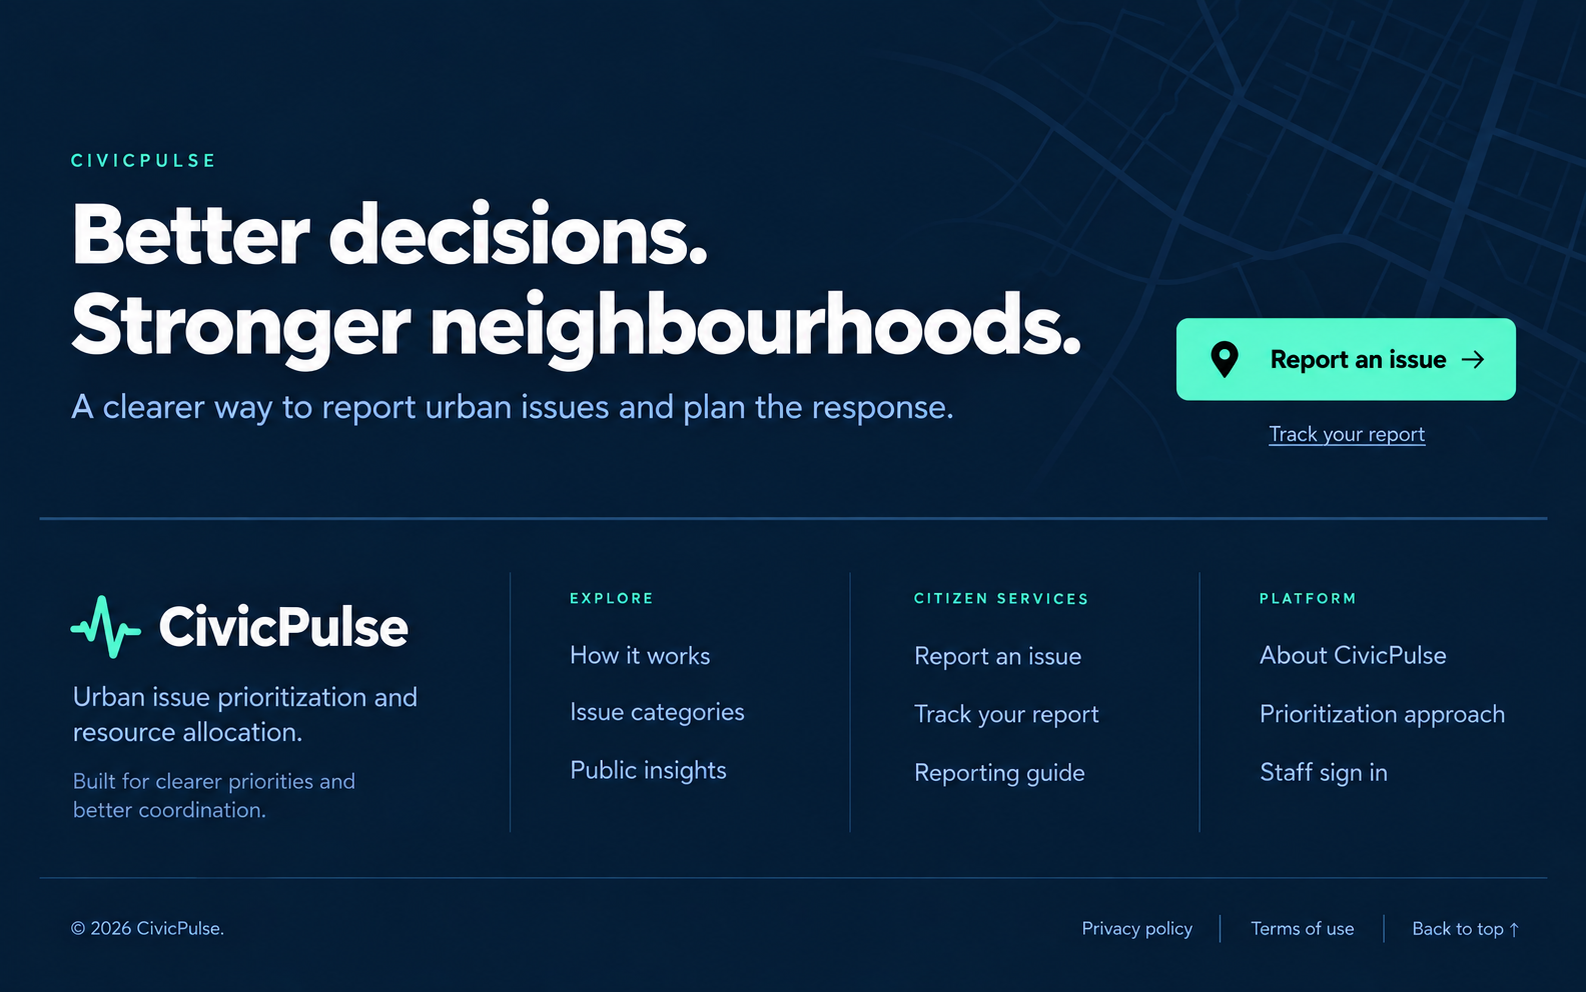 CIVICPULSE
Better decisions.
Stronger neighbourhoods.
A clearer way to report urban issues and plan the response.
Report an issue →
Track your report
CivicPulse
Urban issue prioritization and
resource allocation.
Built for clearer priorities and
better coordination.
EXPLORE
How it works
Issue categories
Public insights
CITIZEN SERVICES
Report an issue
Track your report
Reporting guide
PLATFORM
About CivicPulse
Prioritization approach
Staff sign in
© 2026 CivicPulse.
Privacy policy
Terms of use
Back to top ↑